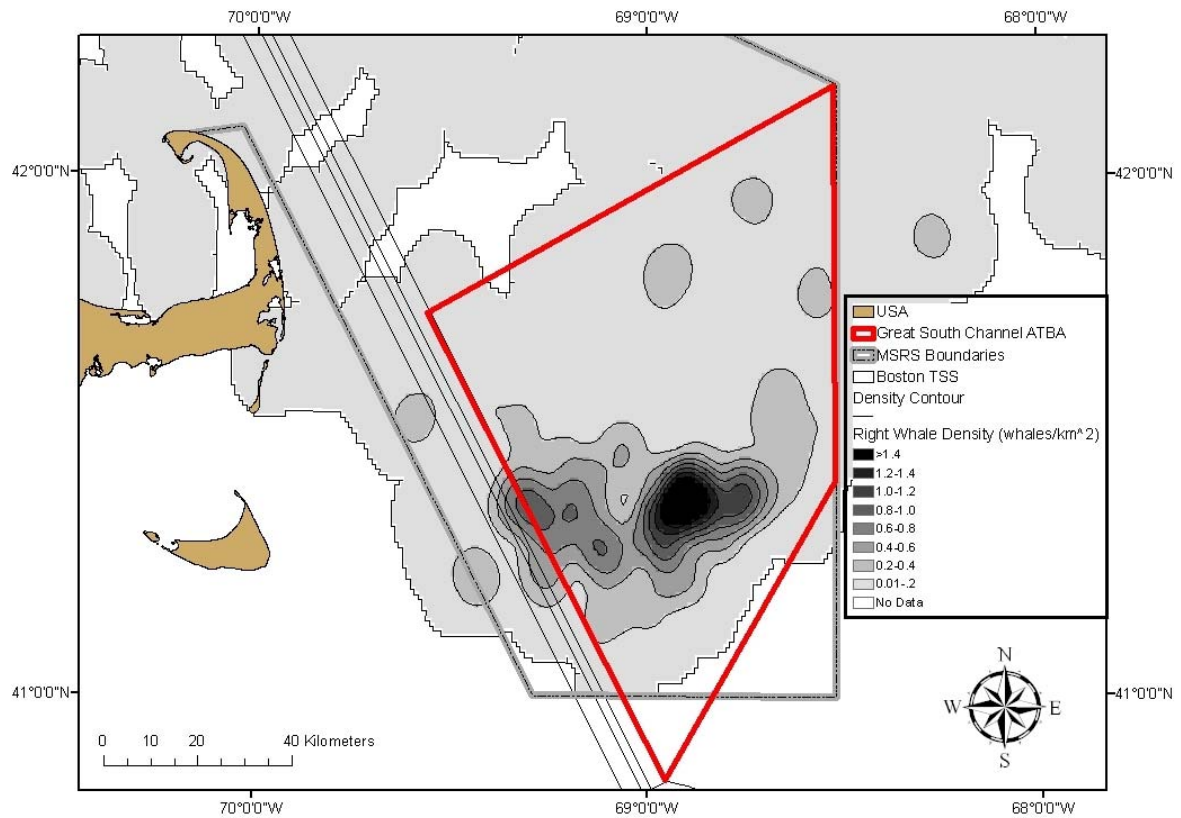 70°0'0"W 69°0'0"W 68°0'0"W
42°0'0"N 42°0'0"N
USA
Great South Channel ATBA
MSRS Boundaries
Boston TSS
Density Contour
Right Whale Density (whales/km^2)
>1.4
1.2-1.4
1.0-1.2
0.8-1.0
0.6-0.8
0.4-0.6
0.2-0.4
0.01-.2
No Data
41°0'0"N 41°0'0"N
N
W E
S
0 10 20 40 Kilometers
70°0'0"W 69°0'0"W 68°0'0"W